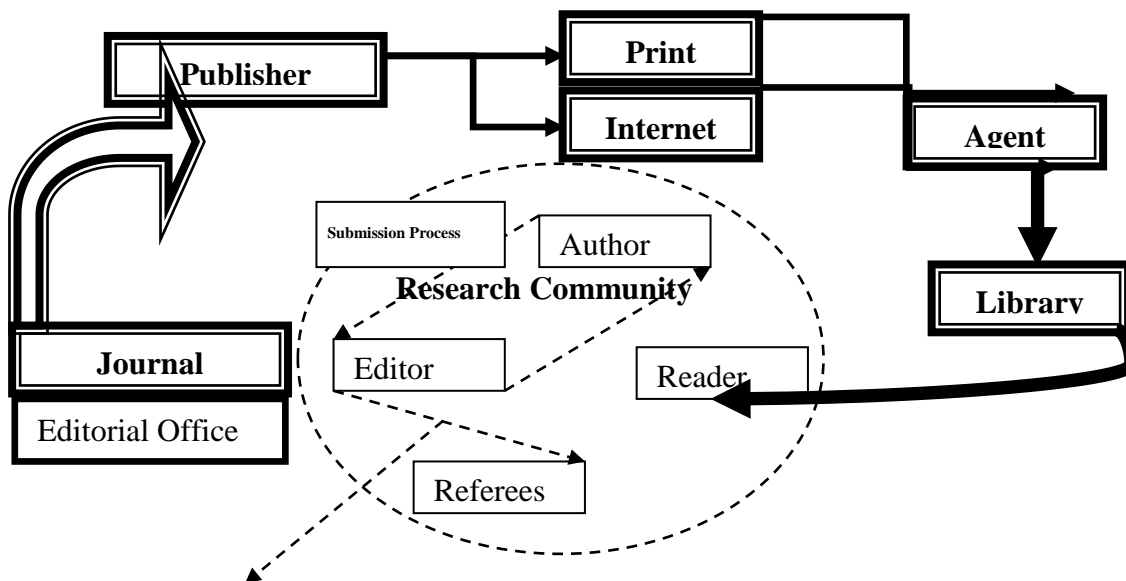 Publisher
Print
Internet
Agent
Submission Process
Author
Research Community
Library
Journal
Editor
Reader
Editorial Office
Referees